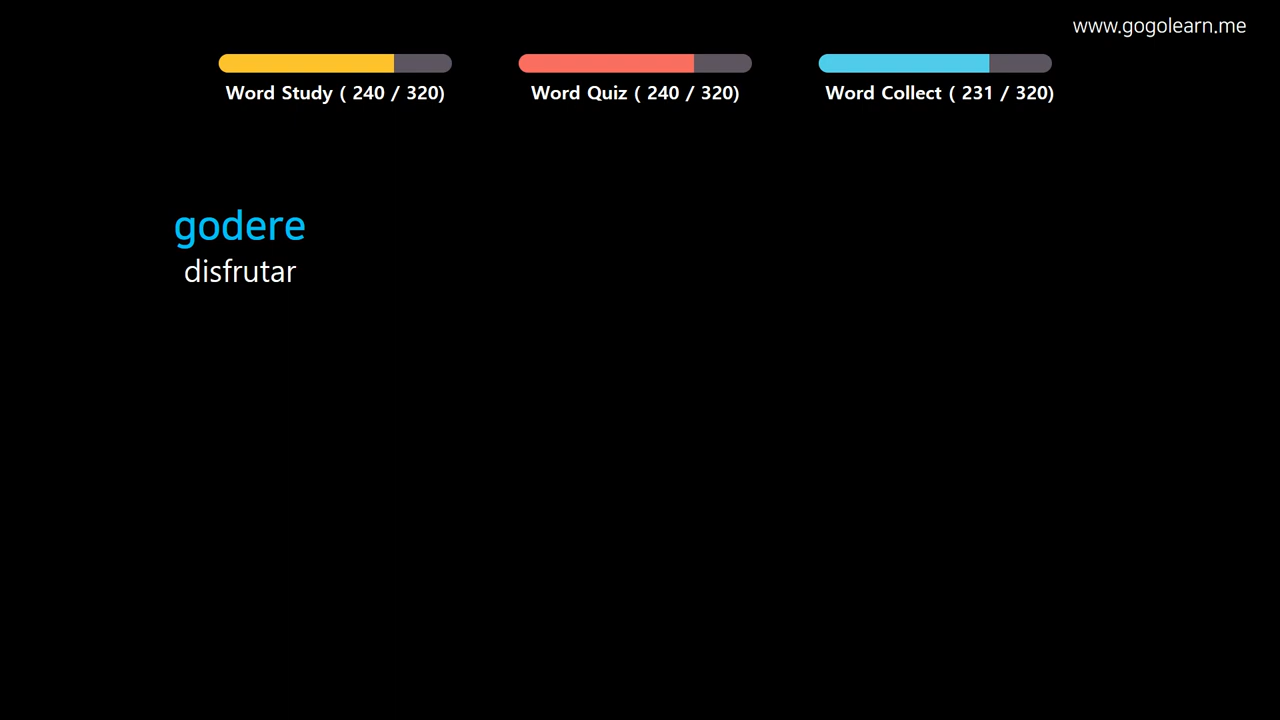 www.gogolearn.me
Word Study ( 240 / 320)
Word Quiz ( 240 / 320)
Word Collect ( 231 / 320)
godere
disfrutar